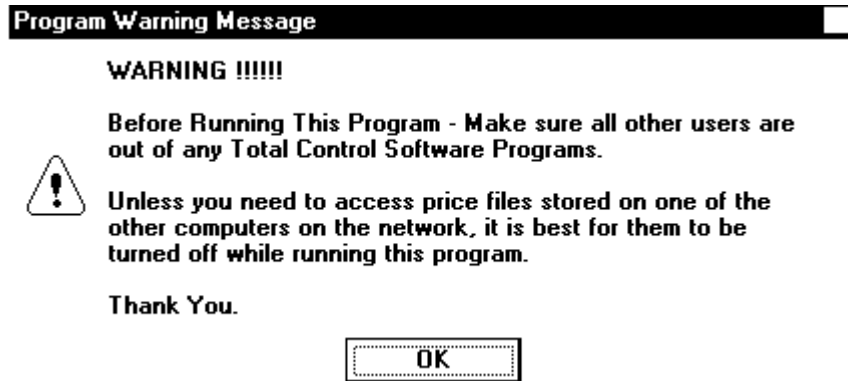 Program Warning Message
WARNING !!!!!!
Before Running This Program - Make sure all other users are
out of any Total Control Software Programs.
Unless you need to access price files stored on one of the
other computers on the network, it is best for them to be
turned off while running this program.
Thank You.
OK